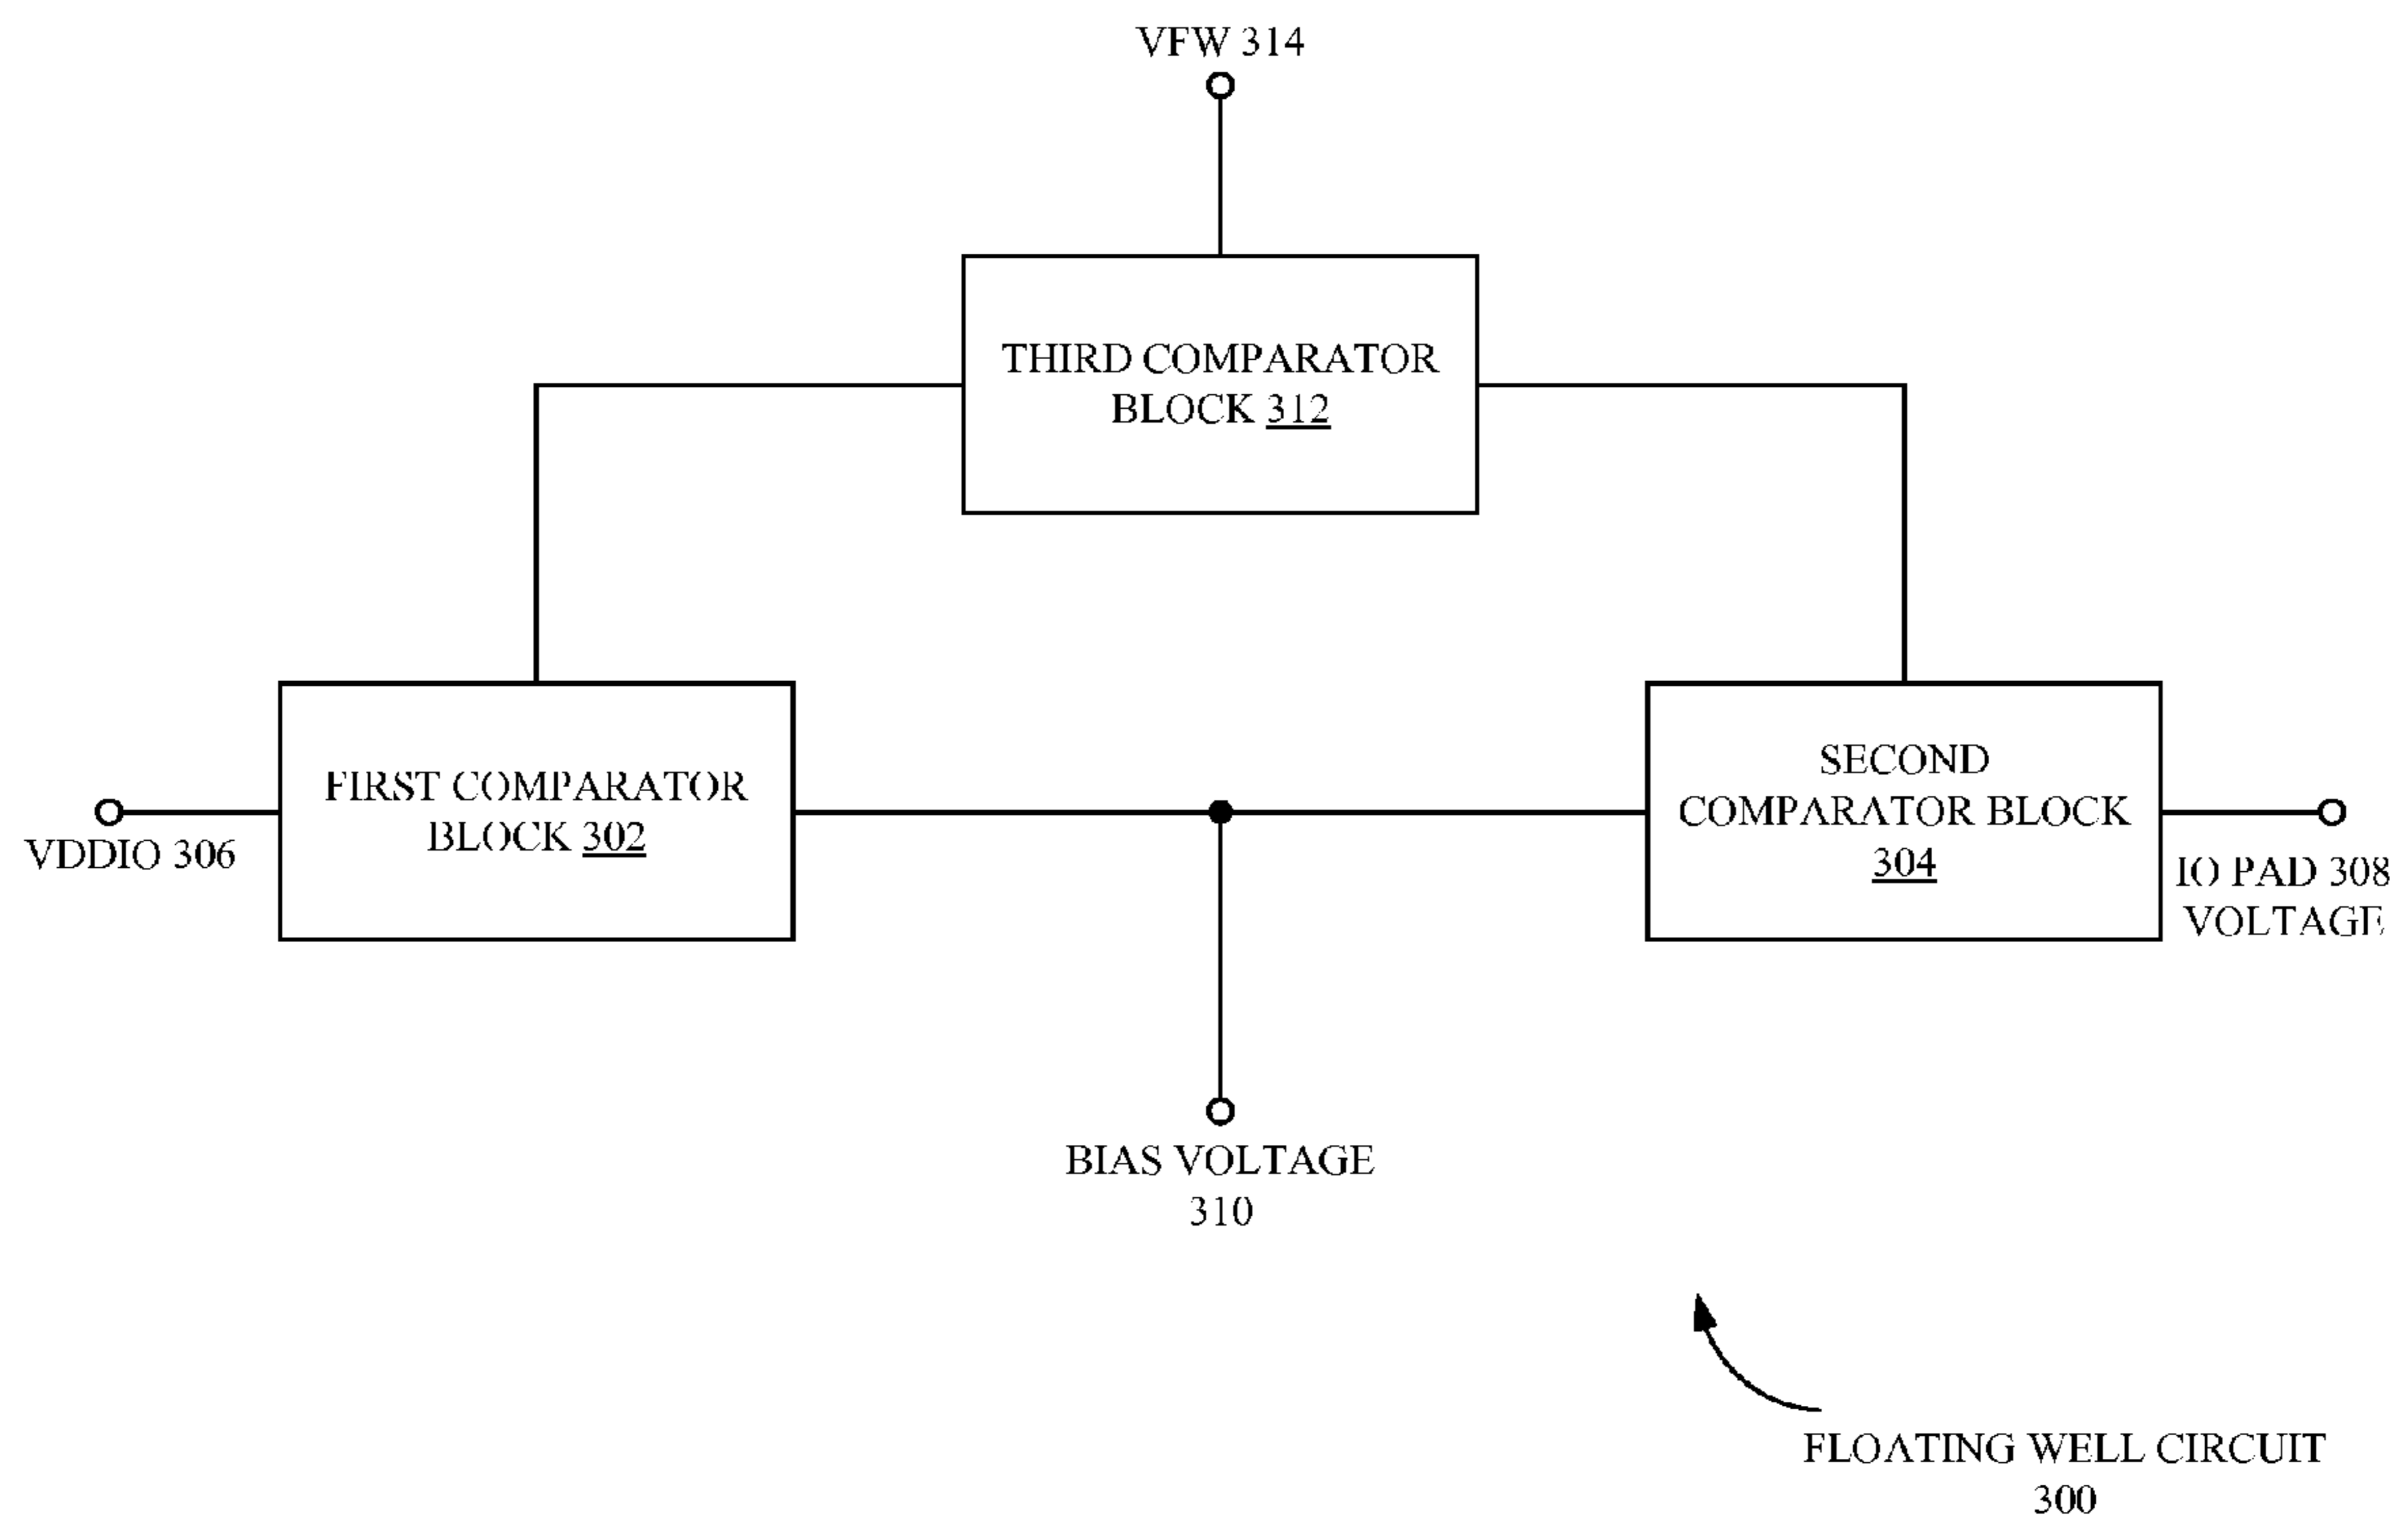 VFW 314
THIRD COMPARATOR
BLOCK 312
FIRST COMPARATOR
BLOCK 302
VDDIO 306
SECOND
COMPARATOR BLOCK
304
IO PAD 308
VOLTAGE
BIAS VOLTAGE
310
FLOATING WELL CIRCUIT
300